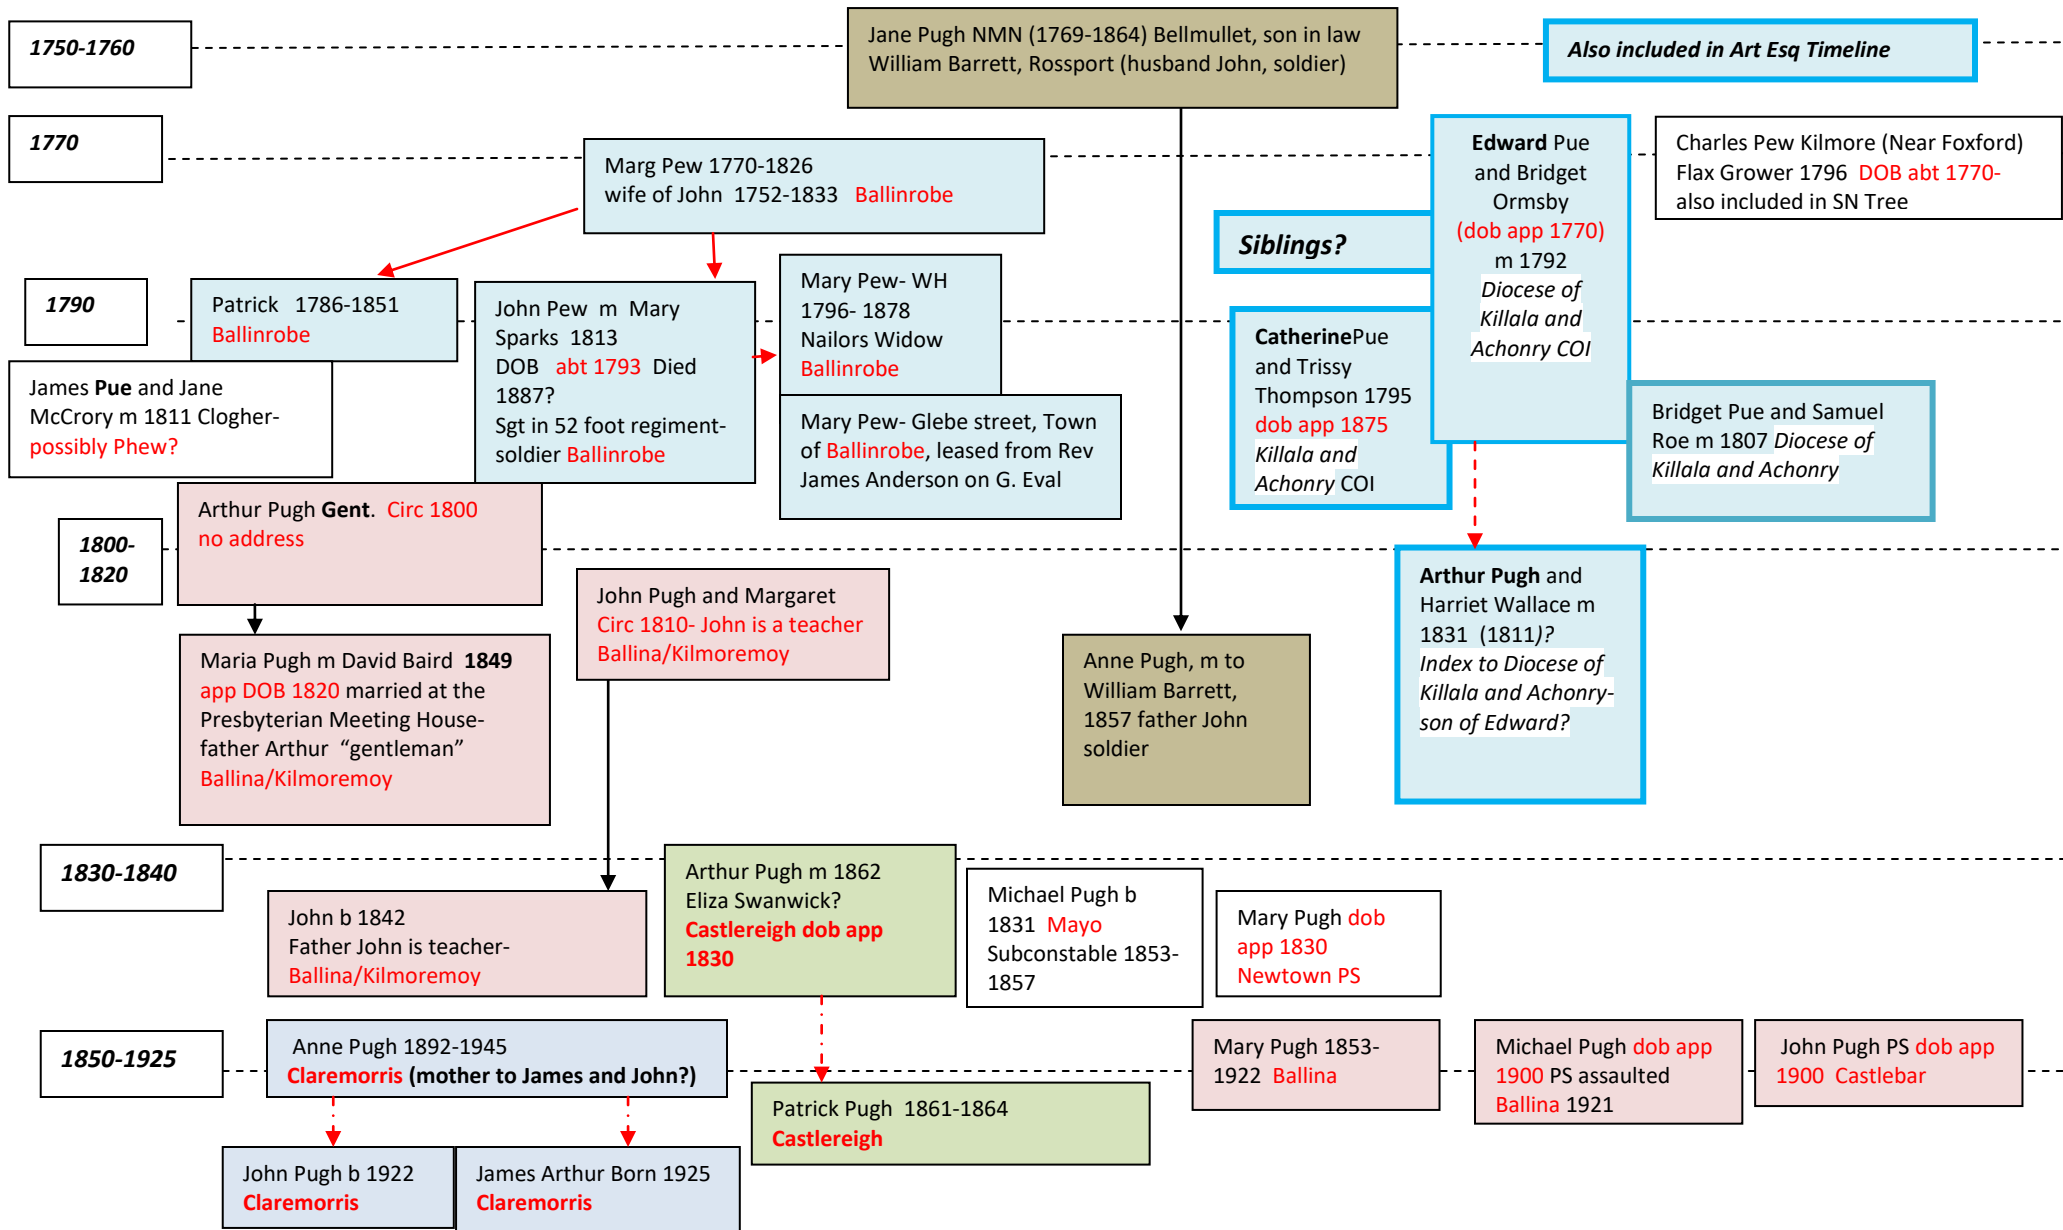 1750-1760
Jane Pugh NMN (1769-1864) Bellmullet, son in law
William Barrett, Rossport (husband John, soldier)
Also included in Art Esq Timeline
1770
Marg Pew 1770-1826
wife of John 1752-1833 Ballinrobe
Edward Pue
and Bridget
Ormsby
(dob app 1770)
m 1792
Diocese of
Killala and
Achonry COI
Charles Pew Kilmore (Near Foxford)
Flax Grower 1796 DOB abt 1770-
also included in SN Tree
Siblings?
1790
Patrick 1786-1851
Ballinrobe
John Pew m Mary
Sparks 1813
DOB abt 1793 Died
1887?
Sgt in 52 foot regiment-
soldier Ballinrobe
Mary Pew- WH
1796- 1878
Nailors Widow
Ballinrobe
CatherinePue
and Trissy
Thompson 1795
dob app 1875
Killala and
Achonry COI
James Pue and Jane
McCrory m 1811 Clogher-
possibly Phew?
Mary Pew- Glebe street, Town
of Ballinrobe, leased from Rev
James Anderson on G. Eval
Bridget Pue and Samuel
Roe m 1807 Diocese of
Killala and Achonry
1800-
1820
Arthur Pugh Gent. Circ 1800
no address
John Pugh and Margaret
Circ 1810- John is a teacher
Ballina/Kilmoremoy
Arthur Pugh and
Harriet Wallace m
1831 (1811)?
Index to Diocese of
Killala and Achonry-
son of Edward?
Maria Pugh m David Baird 1849
app DOB 1820 married at the
Presbyterian Meeting House-
father Arthur “gentleman”
Ballina/Kilmoremoy
Anne Pugh, m to
William Barrett,
1857 father John
soldier
1830-1840
John b 1842
Father John is teacher-
Ballina/Kilmoremoy
Arthur Pugh m 1862
Eliza Swanwick?
Castlereigh dob app
1830
Michael Pugh b
1831 Mayo
Subconstable 1853-
1857
Mary Pugh dob
app 1830
Newtown PS
1850-1925
Anne Pugh 1892-1945
Claremorris (mother to James and John?)
Mary Pugh 1853-
1922 Ballina
Michael Pugh dob app
1900 PS assaulted
Ballina 1921
John Pugh PS dob app
1900 Castlebar
Patrick Pugh 1861-1864
Castlereigh
John Pugh b 1922
Claremorris
James Arthur Born 1925
Claremorris